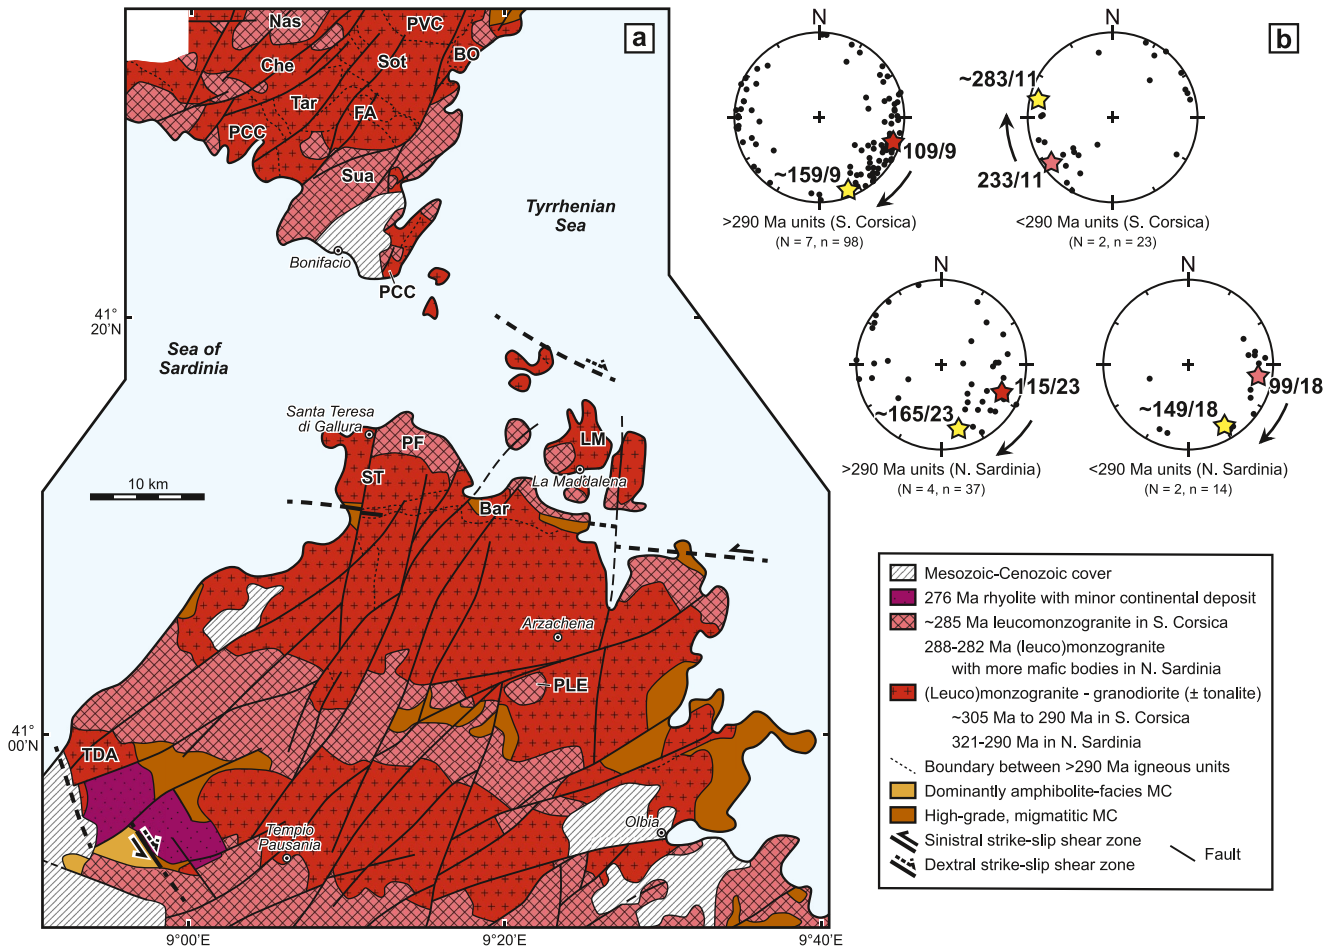 a
Nas
PVC
BO
Che
Sot
Tar
FA
PCC
Sua
Tyrrhenian
Sea
Bonifacio
PCC
41°
20'N
Sea of
Sardinia
Santa Teresa
di Gallura
PF
LM
ST
La Maddalena
10 km
Bar
Arzachena
PLE
41°
00'N
TDA
Tempio
Pausania
Olbia
9°00'E
9°20'E
9°40'E
b
N
109/9
~159/9
>290 Ma units (S. Corsica)
(N = 7, n = 98)
N
~283/11
233/11
<290 Ma units (S. Corsica)
(N = 2, n = 23)
N
115/23
~165/23
>290 Ma units (N. Sardinia)
(N = 4, n = 37)
N
99/18
~149/18
<290 Ma units (N. Sardinia)
(N = 2, n = 14)
Mesozoic-Cenozoic cover
276 Ma rhyolite with minor continental deposit
~285 Ma leucomonzogranite in S. Corsica
288-282 Ma (leuco)monzogranite
with more mafic bodies in N. Sardinia
(Leuco)monzogranite - granodiorite (± tonalite)
~305 Ma to 290 Ma in S. Corsica
321-290 Ma in N. Sardinia
Boundary between >290 Ma igneous units
Dominantly amphibolite-facies MC
High-grade, migmatitic MC
Sinistral strike-slip shear zone
Dextral strike-slip shear zone
Fault